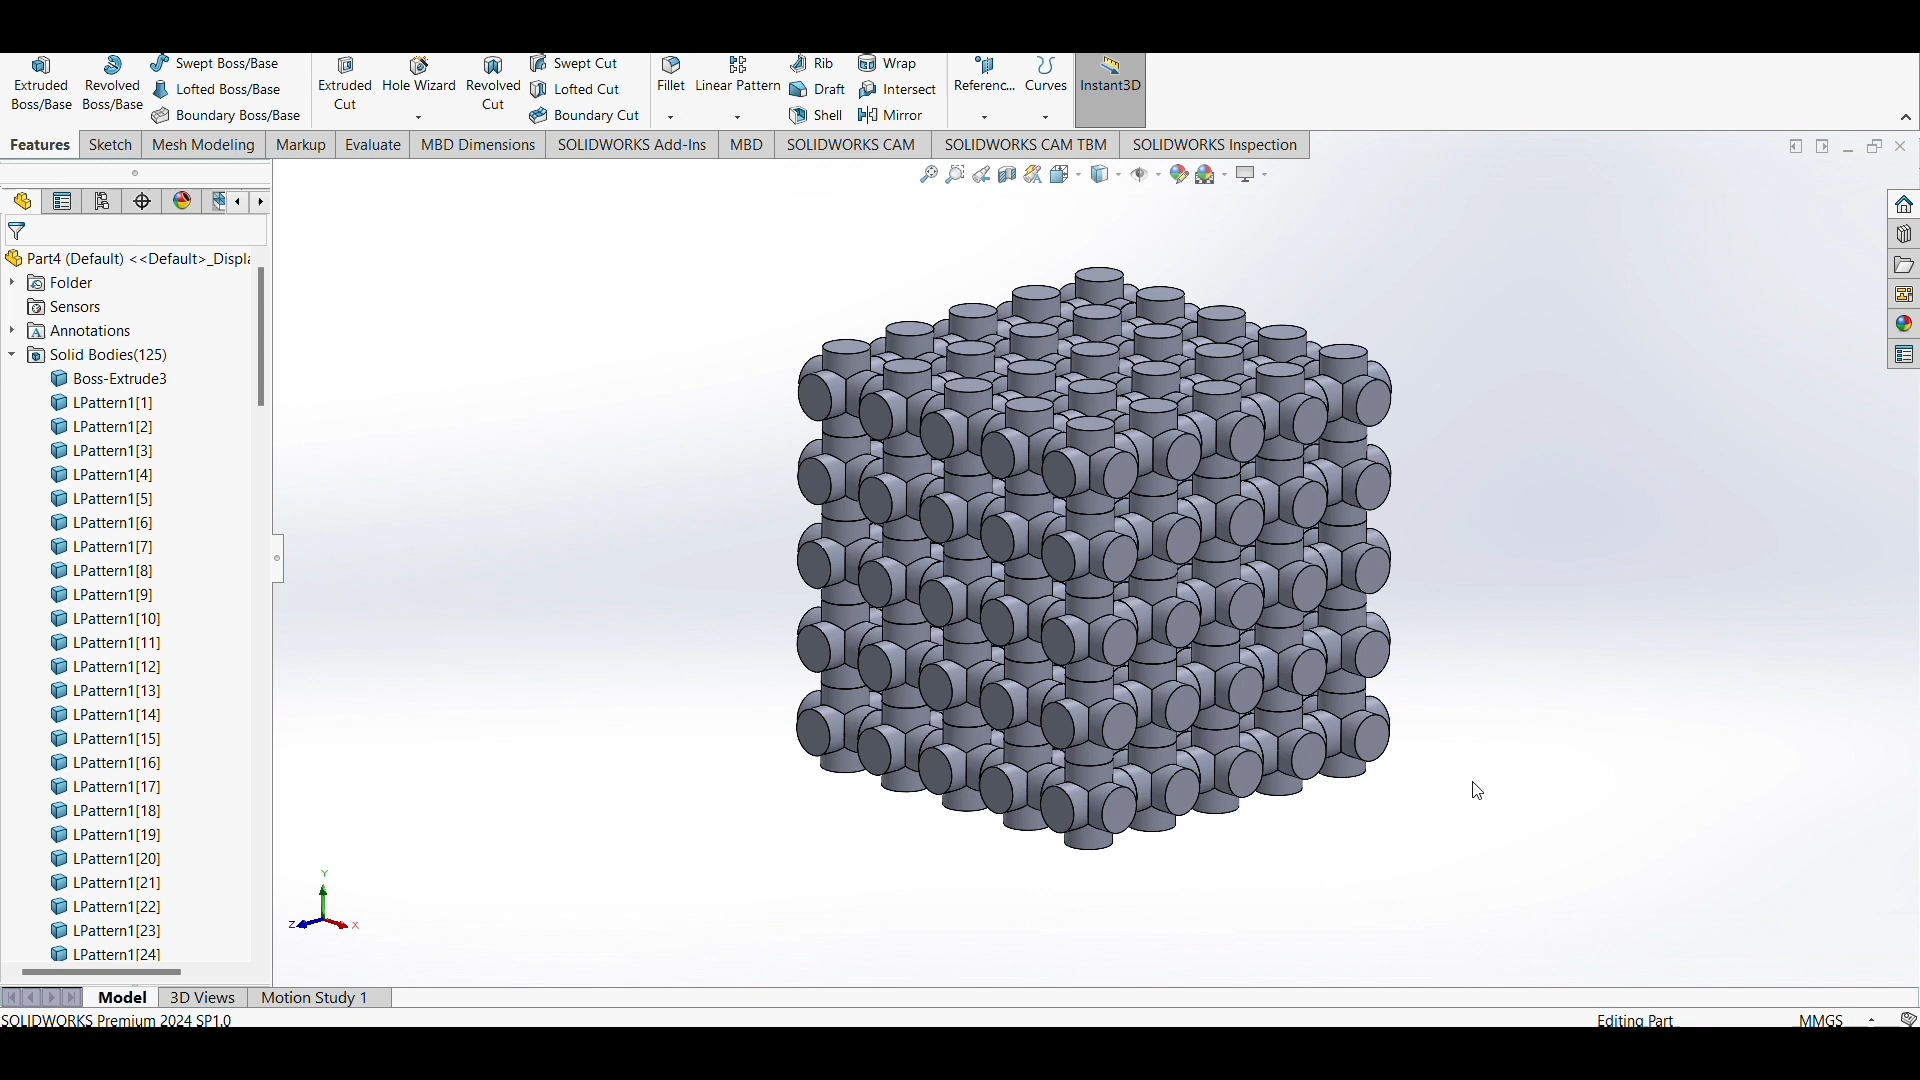 Extruded Boss/Base
Revolved Boss/Base
Swept Boss/Base
Lofted Boss/Base
Boundary Boss/Base
Extruded Cut
Hole Wizard
Revolved Cut
Swept Cut
Lofted Cut
Boundary Cut
Fillet
Linear Pattern
Rib
Draft
Shell
Wrap
Intersect
Mirror
Referenc...
Curves
Instant3D
Features
Sketch
Mesh Modeling
Markup
Evaluate
MBD Dimensions
SOLIDWORKS Add-Ins
MBD
SOLIDWORKS CAM
SOLIDWORKS CAM TBM
SOLIDWORKS Inspection
Part4 (Default) <<Default>_Displa
Folder
Sensors
Annotations
Solid Bodies(125)
Boss-Extrude3
LPattern1[1]
LPattern1[2]
LPattern1[3]
LPattern1[4]
LPattern1[5]
LPattern1[6]
LPattern1[7]
LPattern1[8]
LPattern1[9]
LPattern1[10]
LPattern1[11]
LPattern1[12]
LPattern1[13]
LPattern1[14]
LPattern1[15]
LPattern1[16]
LPattern1[17]
LPattern1[18]
LPattern1[19]
LPattern1[20]
LPattern1[21]
LPattern1[22]
LPattern1[23]
LPattern1[24]
Y
Z
X
Model
3D Views
Motion Study 1
SOLIDWORKS Premium 2024 SP1.0
Editing Part
MMGS